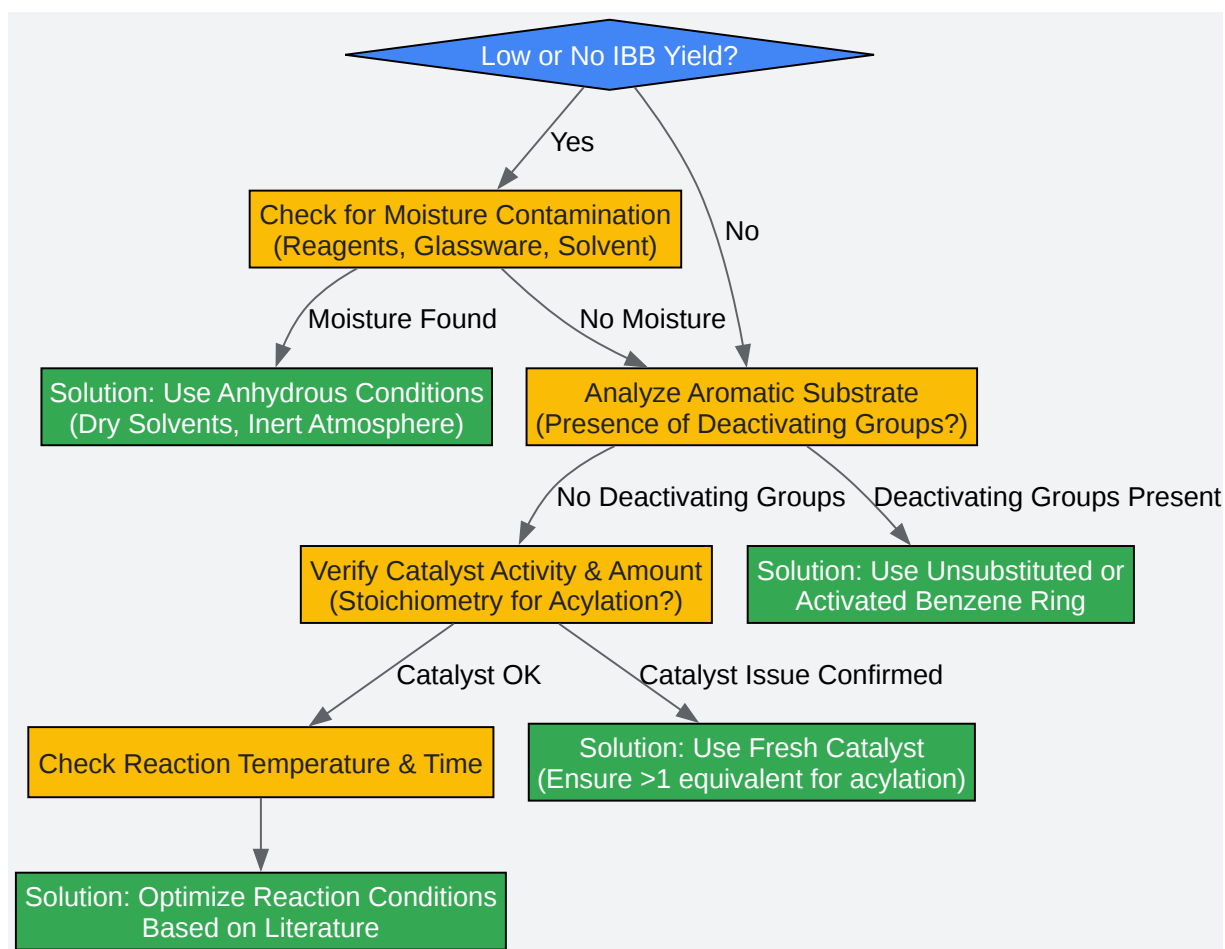 Low or No IBB Yield?
Yes
Check for Moisture Contamination
(Reagents, Glassware, Solvent)
No
Moisture Found
No Moisture
Solution: Use Anhydrous Conditions
(Dry Solvents, Inert Atmosphere)
Analyze Aromatic Substrate
(Presence of Deactivating Groups?)
No Deactivating Groups
Deactivating Groups Present
Verify Catalyst Activity & Amount
(Stoichiometry for Acylation?)
Solution: Use Unsubstituted or
Activated Benzene Ring
Catalyst OK
Catalyst Issue Confirmed
Check Reaction Temperature & Time
Solution: Use Fresh Catalyst
(Ensure >1 equivalent for acylation)
Solution: Optimize Reaction Conditions
Based on Literature